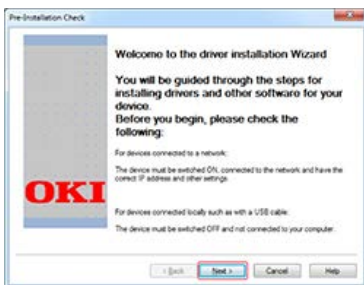 Pre-Installation Check
Welcome to the driver installation Wizard
You will be guided through the steps for
installing drivers and other software for your
device.
Before you begin, please check the
following:
For devices connected to a network:
The device must be switched ON, connected to the network and have the
correct IP address and other settings.
OKI
For devices connected locally such as with a USB cable:
The device must be switched OFF and not connected to your computer.
< Back
Next >
Cancel
Help